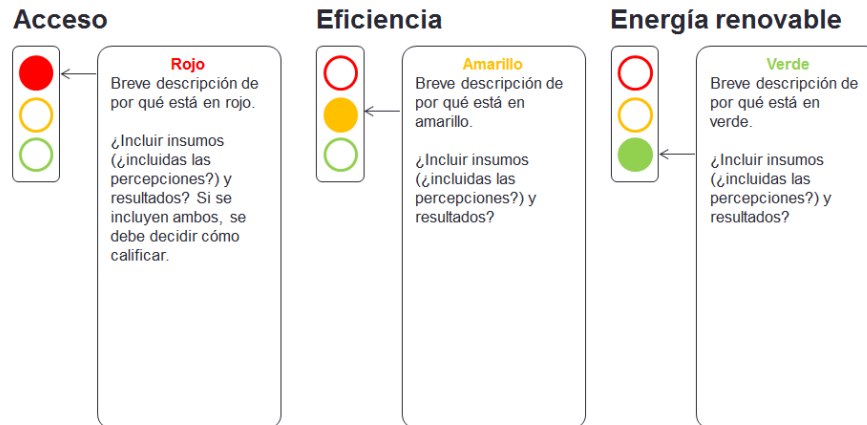 Acceso
Rojo
Breve descripción de
por qué está en rojo.
¿Incluir insumos
(¿incluidas las
percepciones?) y
resultados? Si se
incluyen ambos, se
debe decidir cómo
calificar.
Eficiencia
Amarillo
Breve descripción de
por qué está en
amarillo.
¿Incluir insumos
(¿incluidas las
percepciones?) y
resultados?
Energía renovable
Verde
Breve descripción de
por qué está en
verde.
¿Incluir insumos
(¿incluidas las
percepciones?) y
resultados?